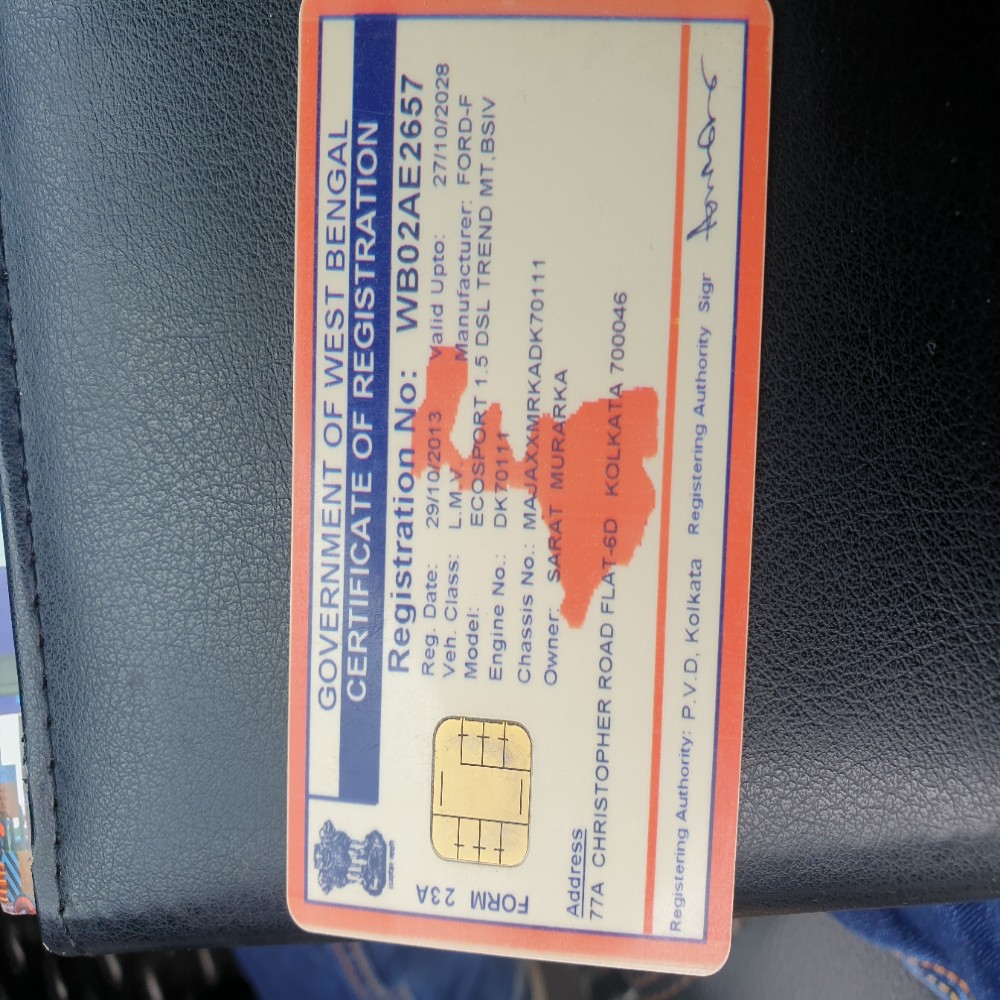 GOVERNMENT OF WEST BENGAL
CERTIFICATE OF REGISTRATION
Registration No: WB02AE2657
Reg. Date: 29/10/2013 Valid Upto: 27/10/2028
Veh. Class: L.M.V. Manufacturer: FORD-F
Model: ECOSPORT 1.5 DSL TREND MT,BSIV
Engine No.: DK70111
Chassis No.: MAJAXXMRKADK70111
Owner: SARAT MURARKA
FORM
23A
Address
77A CHRISTOPHER ROAD FLAT-6D KOLKATA 700046
Registering Authority: P.V.D, Kolkata Registering Authority Sigr